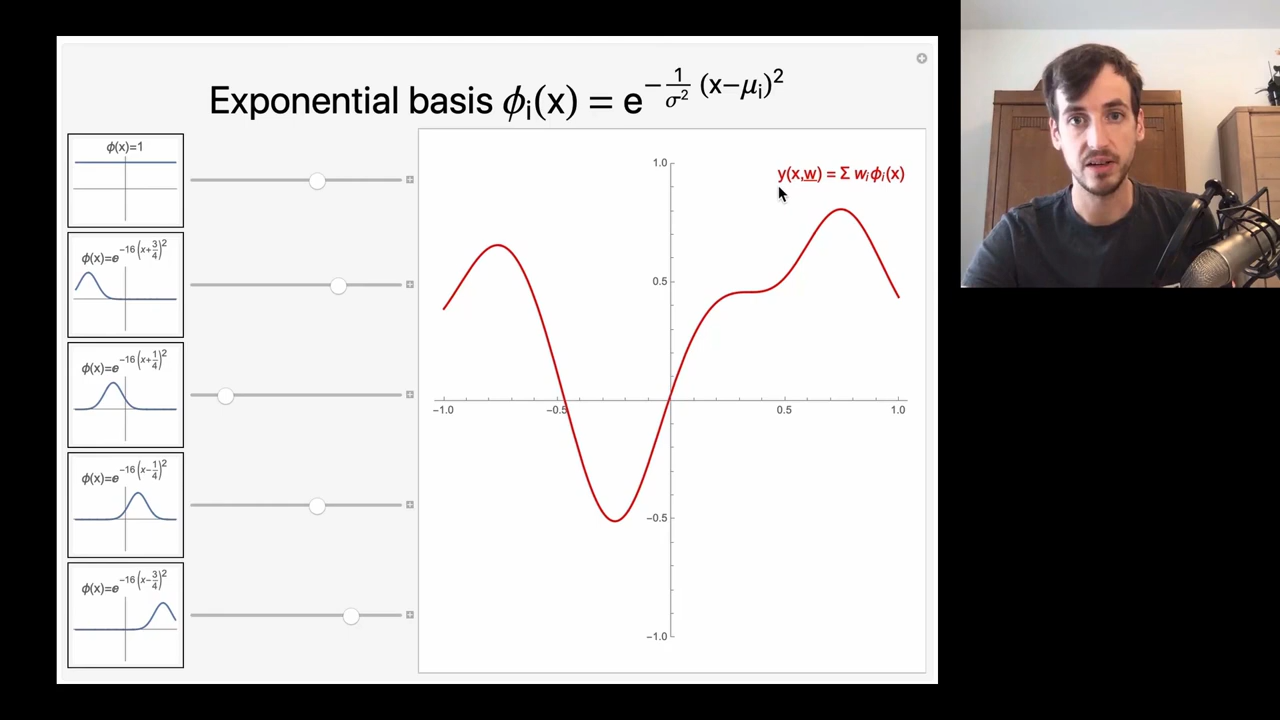 Exponential basis ϕᵢ(x) = e^(−1/σ² (x−μᵢ)²)
ϕ(x)=1
ϕ(x)=ℯ^(−16(x+3/4)²)
ϕ(x)=ℯ^(−16(x+1/4)²)
ϕ(x)=ℯ^(−16(x−1/4)²)
ϕ(x)=ℯ^(−16(x−3/4)²)
y(x,w) = Σ wᵢϕᵢ(x)
1.0
0.5
−1.0
−0.5
0.5
1.0
−0.5
−1.0